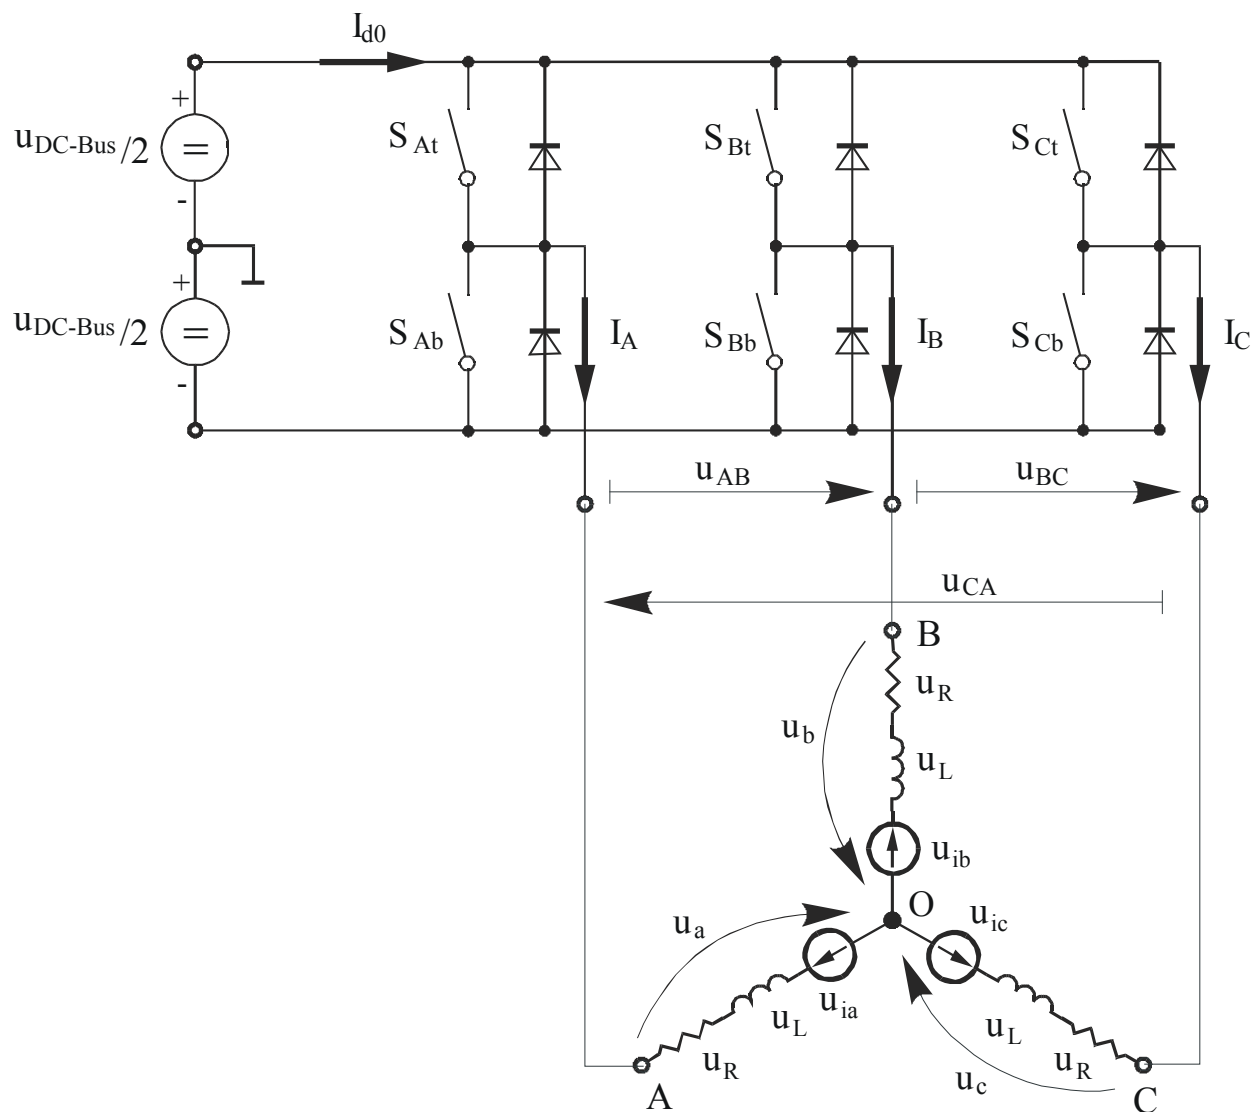 I_d0
+
u_DC-Bus/2
=
-
S_At
S_Bt
S_Ct
+
u_DC-Bus/2
=
-
S_Ab
I_A
S_Bb
I_B
S_Cb
I_C
u_AB
u_BC
u_CA
B
u_R
u_b
u_L
u_ib
O
u_a
u_ic
u_ia
u_L
u_L
u_R
u_R
u_c
A
C